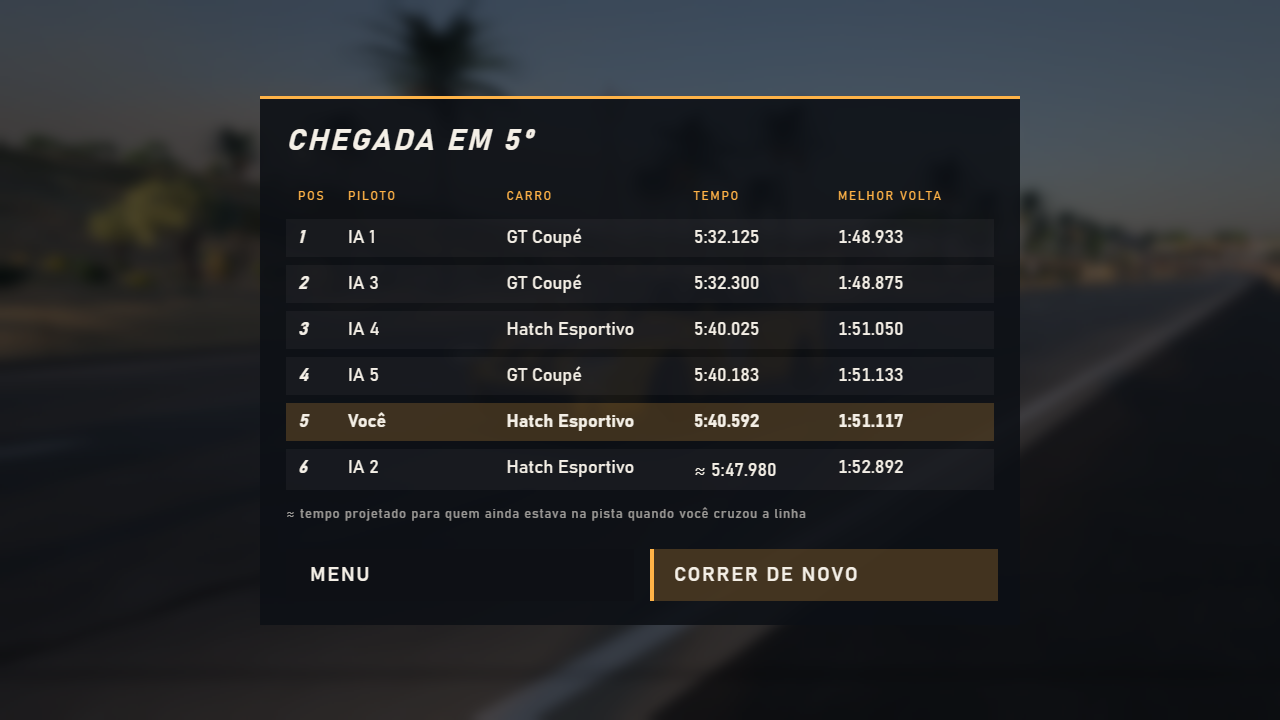 CHEGADA EM 5º
POS PILOTO CARRO TEMPO MELHOR VOLTA
1 IA 1 GT Coupé 5:32.125 1:48.933
2 IA 3 GT Coupé 5:32.300 1:48.875
3 IA 4 Hatch Esportivo 5:40.025 1:51.050
4 IA 5 GT Coupé 5:40.183 1:51.133
5 Você Hatch Esportivo 5:40.592 1:51.117
6 IA 2 Hatch Esportivo ≈ 5:47.980 1:52.892
≈ tempo projetado para quem ainda estava na pista quando você cruzou a linha
MENU CORRER DE NOVO